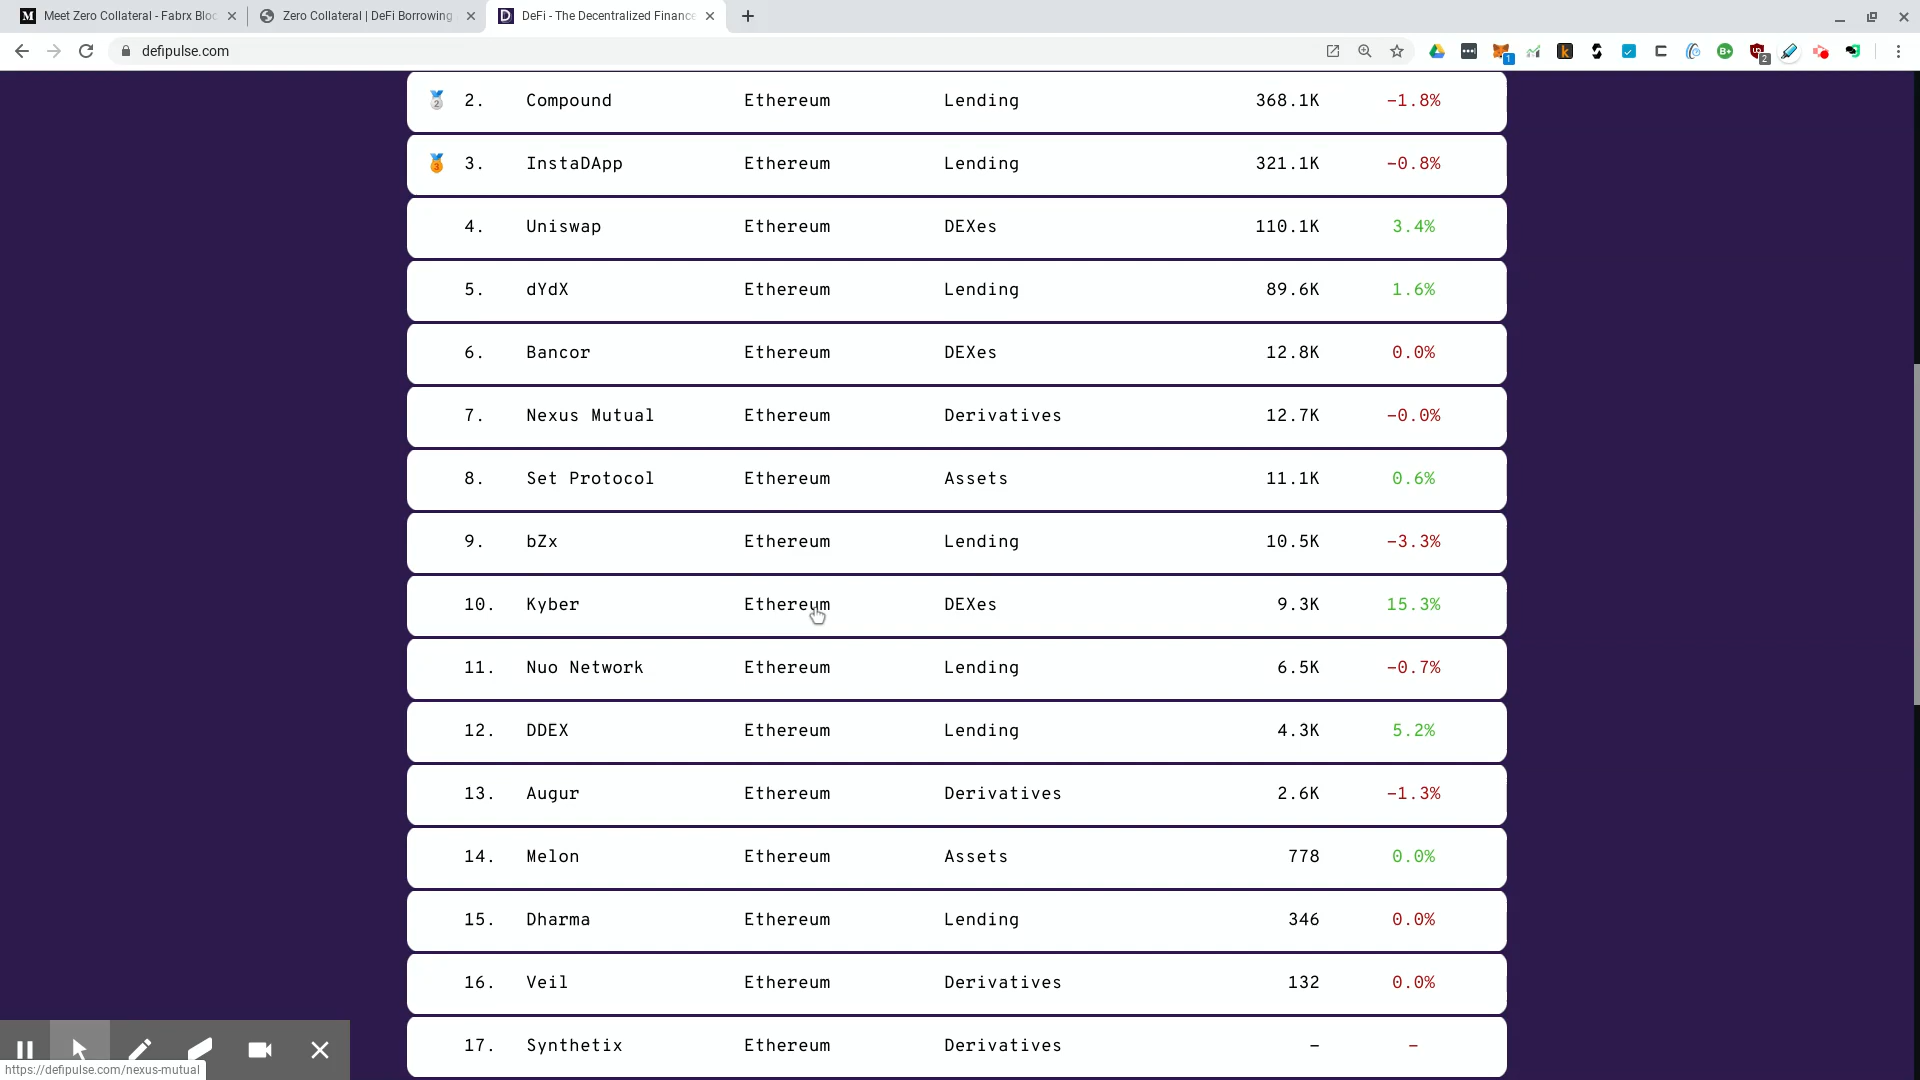 Meet Zero Collateral - Fabrx Bloc
Zero Collateral | DeFi Borrowing
DeFi - The Decentralized Finance
defipulse.com
2. Compound Ethereum Lending 368.1K -1.8%
3. InstaDApp Ethereum Lending 321.1K -0.8%
4. Uniswap Ethereum DEXes 110.1K 3.4%
5. dYdX Ethereum Lending 89.6K 1.6%
6. Bancor Ethereum DEXes 12.8K 0.0%
7. Nexus Mutual Ethereum Derivatives 12.7K -0.0%
8. Set Protocol Ethereum Assets 11.1K 0.6%
9. bZx Ethereum Lending 10.5K -3.3%
10. Kyber Ethereum DEXes 9.3K 15.3%
11. Nuo Network Ethereum Lending 6.5K -0.7%
12. DDEX Ethereum Lending 4.3K 5.2%
13. Augur Ethereum Derivatives 2.6K -1.3%
14. Melon Ethereum Assets 778 0.0%
15. Dharma Ethereum Lending 346 0.0%
16. Veil Ethereum Derivatives 132 0.0%
17. Synthetix Ethereum Derivatives - -
https://defipulse.com/nexus-mutual